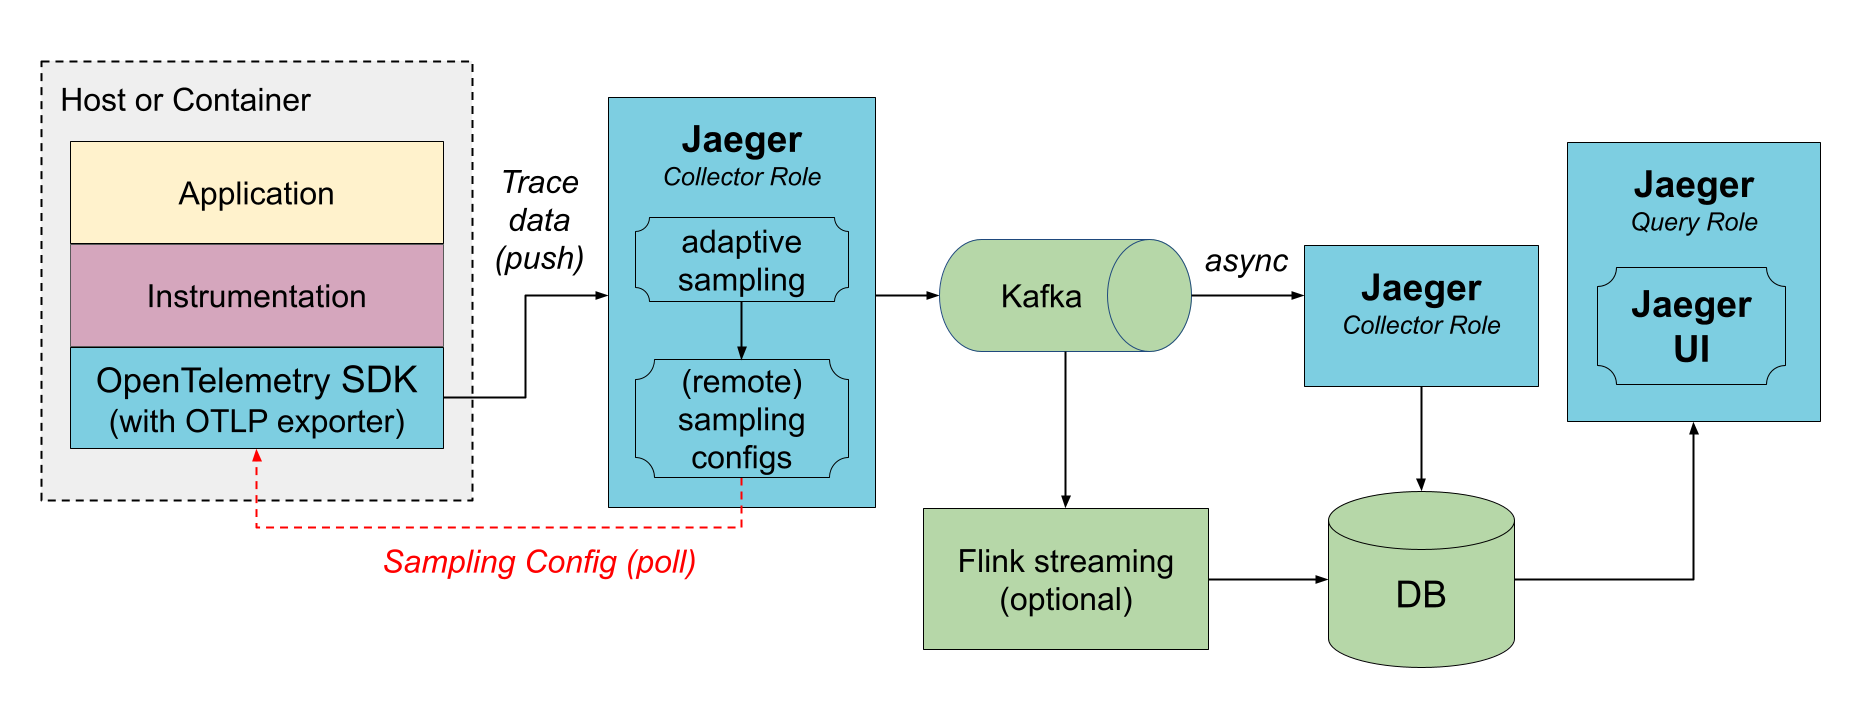 Host or Container
Application
Instrumentation
OpenTelemetry SDK
(with OTLP exporter)
Trace
data
(push)
Jaeger
Collector Role
adaptive
sampling
(remote)
sampling
configs
Sampling Config (poll)
Kafka
async
Jaeger
Collector Role
Flink streaming
(optional)
DB
Jaeger
Query Role
Jaeger
UI